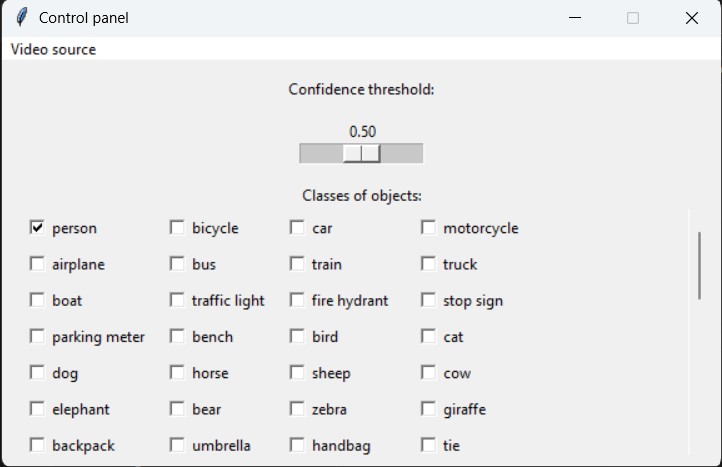 Control panel
Video source
Confidence threshold:
0.50
Classes of objects:
person bicycle car motorcycle
airplane bus train truck
boat traffic light fire hydrant stop sign
parking meter bench bird cat
dog horse sheep cow
elephant bear zebra giraffe
backpack umbrella handbag tie